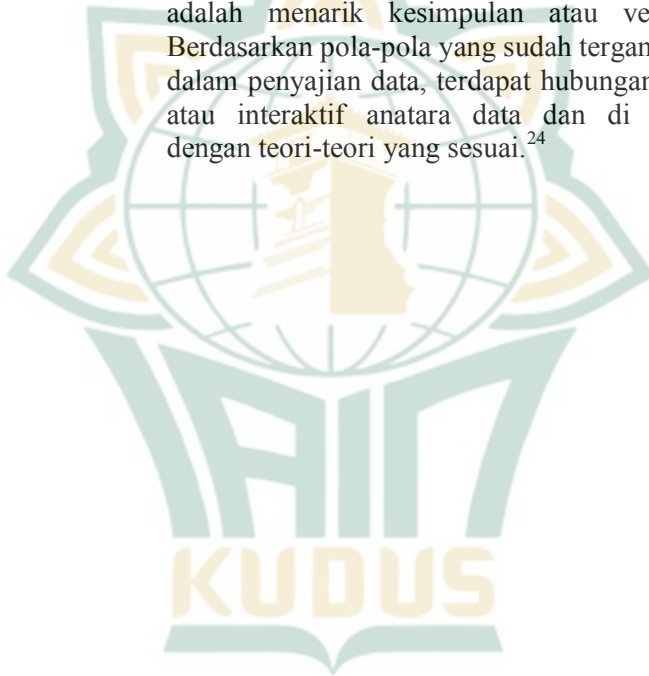 adalah menarik kesimpulan atau ve
Berdasarkan pola-pola yang sudah tergan
dalam penyajian data, terdapat hubungan
atau interaktif anatara data dan di
dengan teori-teori yang sesuai.24
IAIN
KUDUS